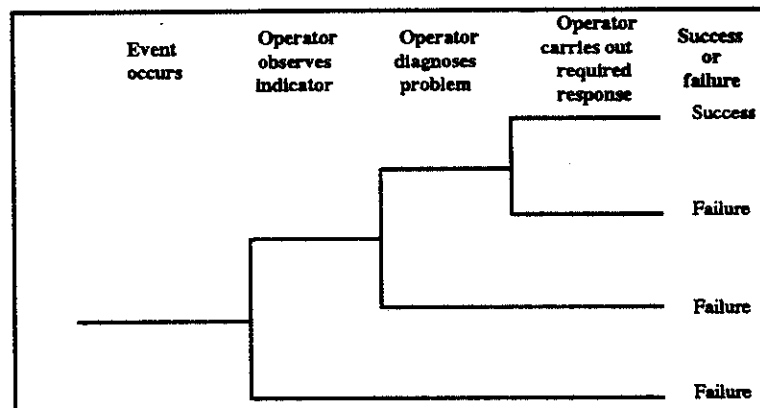 Event
occurs
Operator
observes
indicator
Operator
diagnoses
problem
Operator
carries out
required
response
Success
or
failure
Success
Failure
Failure
Failure